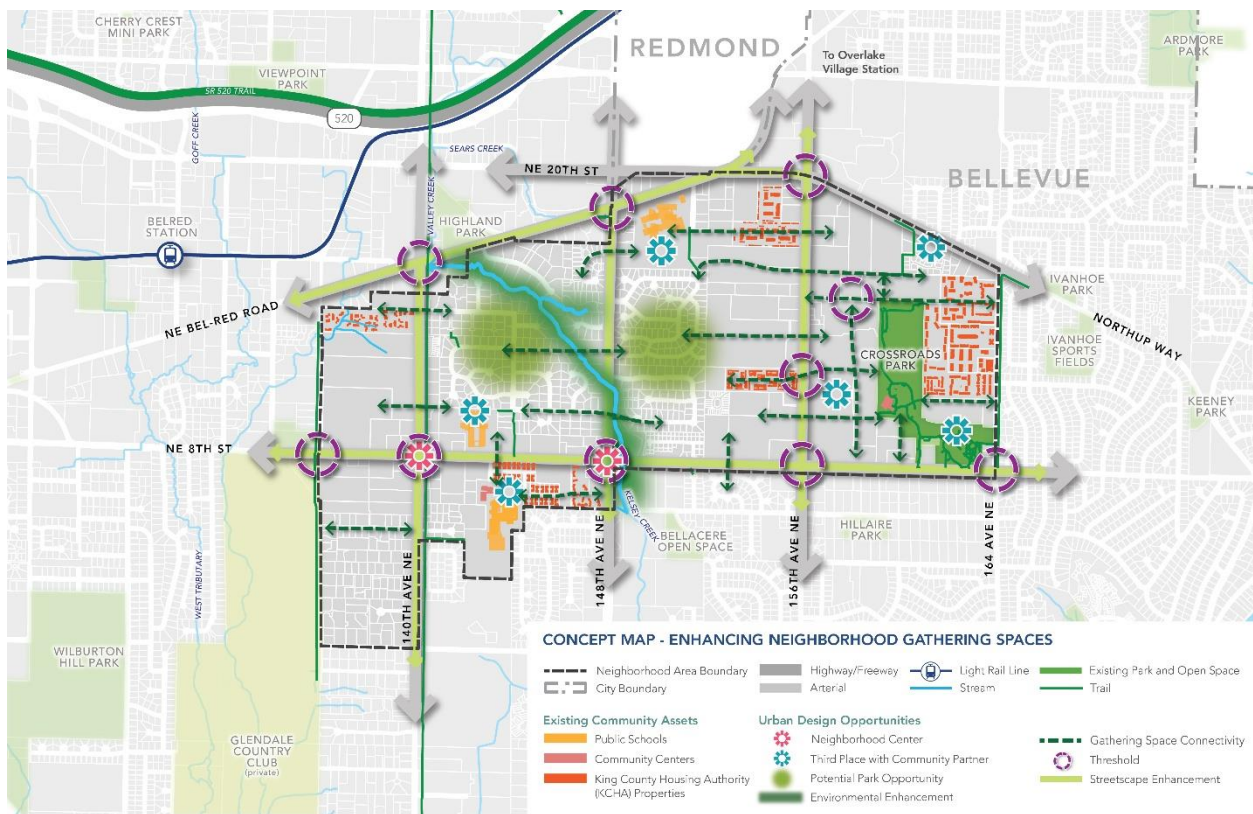 CHERRY CREST
MINI PARK
REDMOND
To Overlake
Village Station
ARDMORE
PARK
VIEWPOINT
PARK
SR 520 TRAIL
520
GOFF CREEK
SEARS CREEK
NE 20TH ST
BELLEVUE
VALLEY CREEK
HIGHLAND
PARK
BELRED
STATION
IVANHOE
PARK
NE BEL-RED ROAD
NORTHUP WAY
IVANHOE
SPORTS
FIELDS
CROSSROADS
PARK
KEENEY
PARK
NE 8TH ST
KELSEY CREEK
BELLACERE
OPEN SPACE
HILLAIRE
PARK
140TH AVE NE
148TH AVE NE
156TH AVE NE
164 AVE NE
WEST TRIBUTARY
WILBURTON
HILL PARK
GLENDALE
COUNTRY
CLUB
(private)
CONCEPT MAP - ENHANCING NEIGHBORHOOD GATHERING SPACES
Neighborhood Area Boundary
City Boundary
Highway/Freeway
Arterial
Light Rail Line
Stream
Existing Park and Open Space
Trail
Existing Community Assets
Public Schools
Community Centers
King County Housing Authority
(KCHA) Properties
Urban Design Opportunities
Neighborhood Center
Third Place with Community Partner
Potential Park Opportunity
Environmental Enhancement
Gathering Space Connectivity
Threshold
Streetscape Enhancement